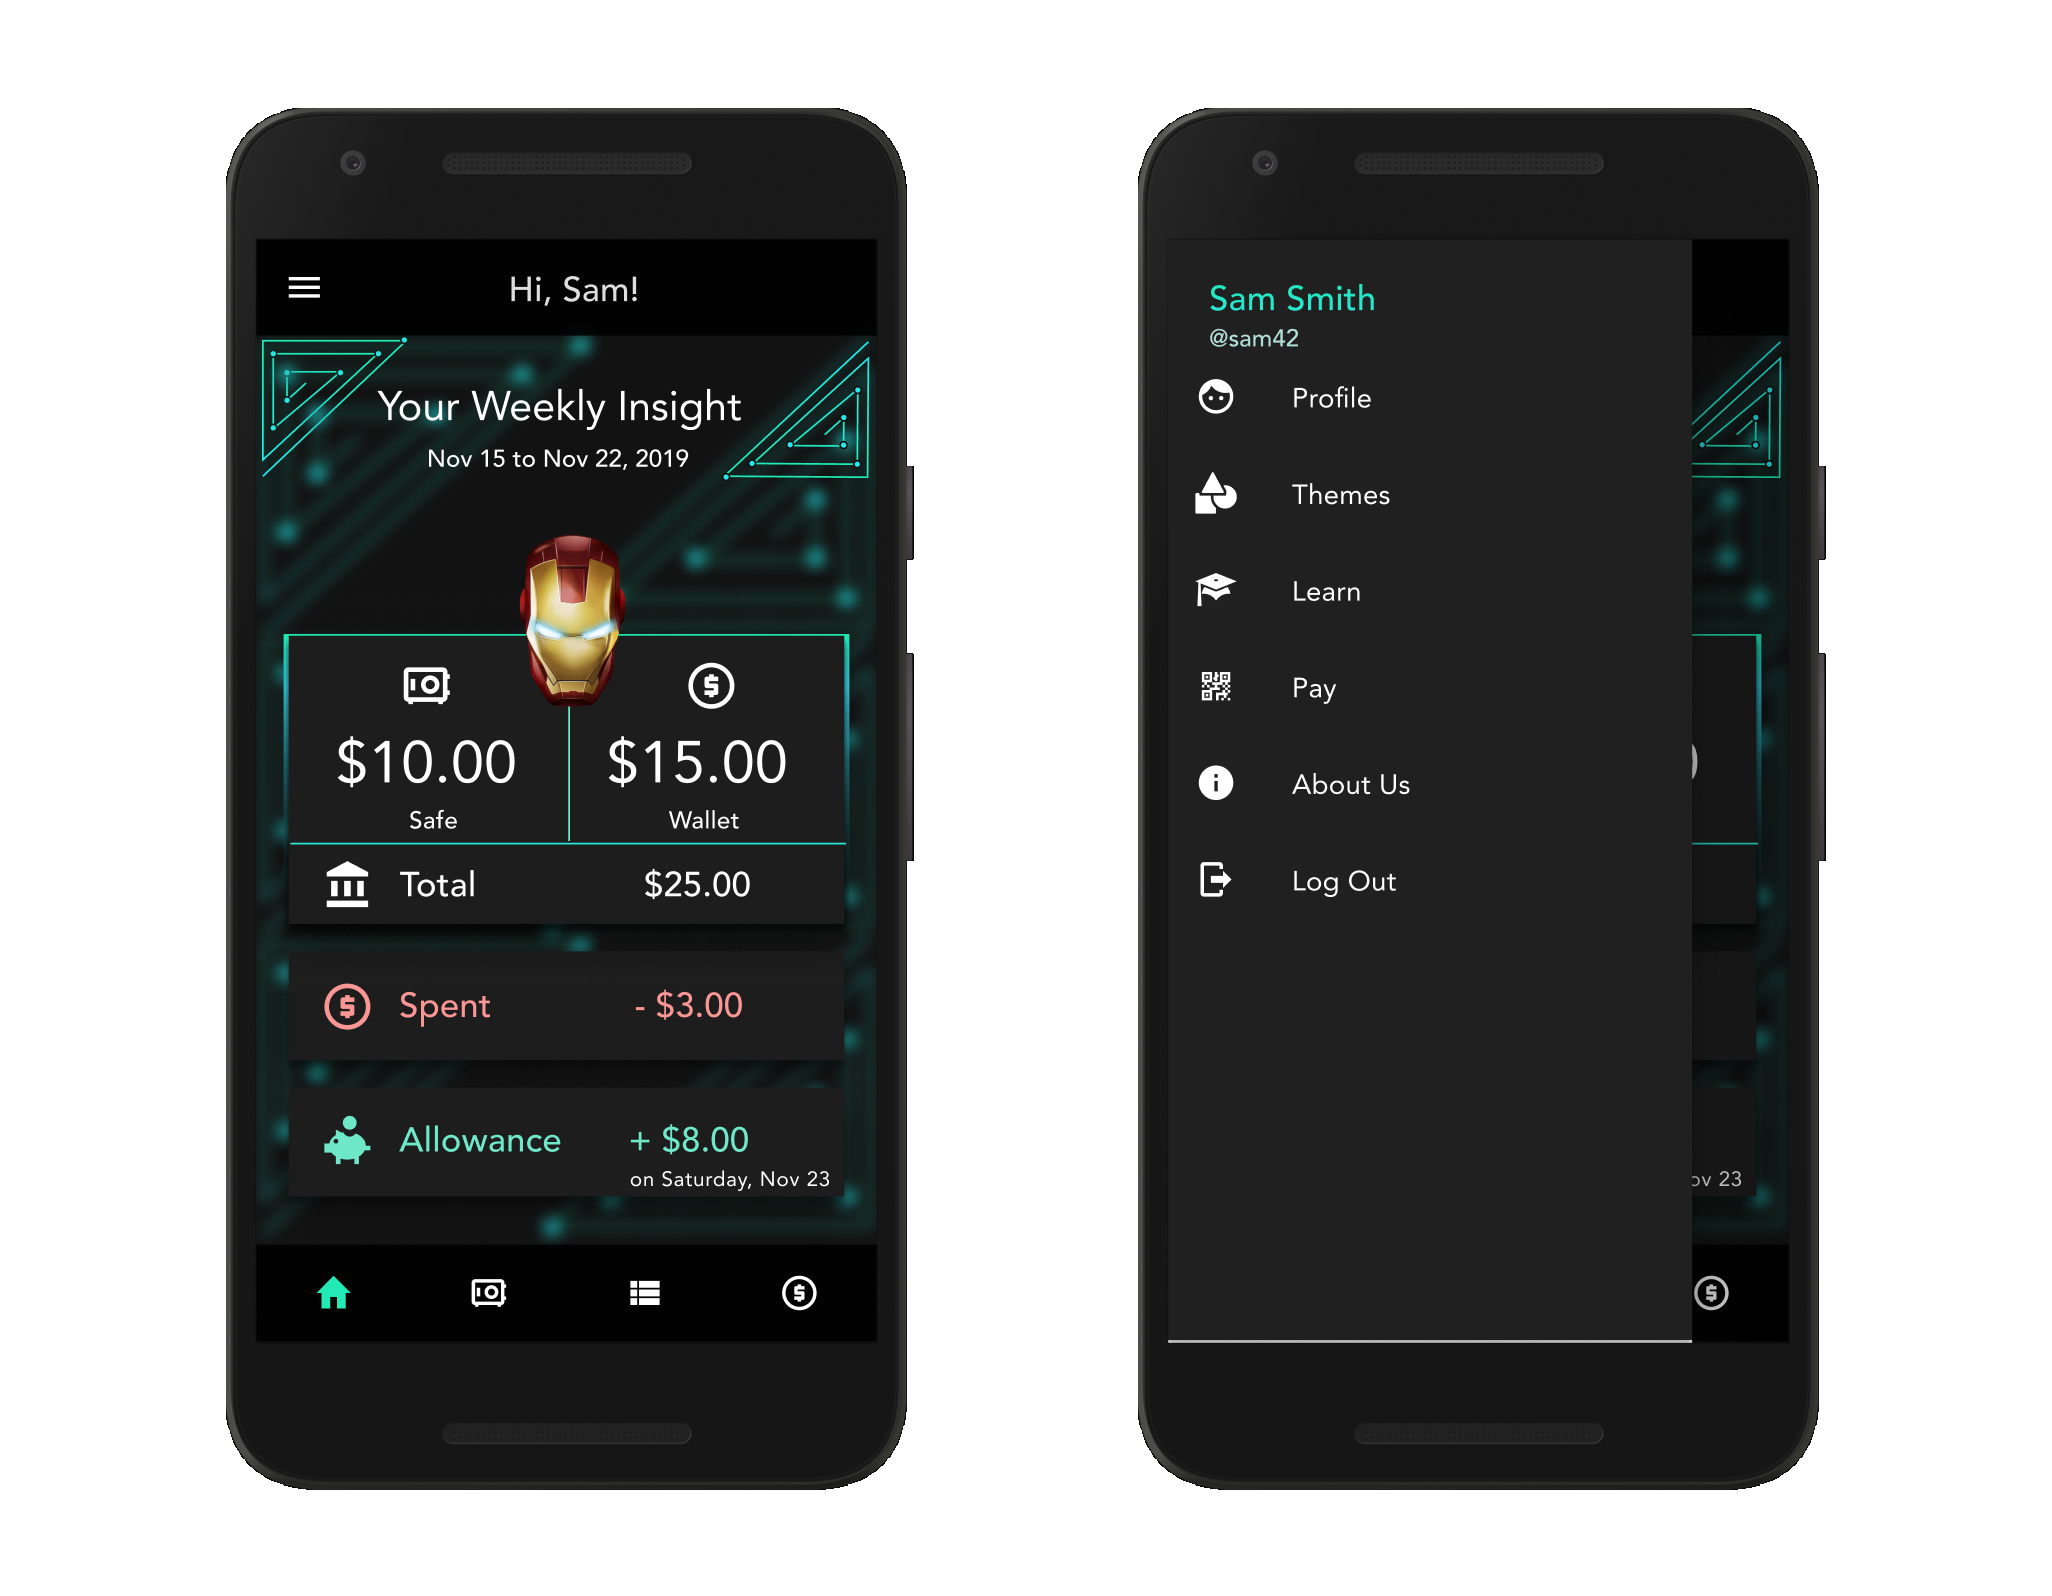 Hi, Sam!
Your Weekly Insight
Nov 15 to Nov 22, 2019
$10.00 $15.00
Safe Wallet
Total $25.00
Spent - $3.00
Allowance + $8.00
on Saturday, Nov 23
Sam Smith
@sam42
Profile
Themes
Learn
Pay
About Us
Log Out
ov 23